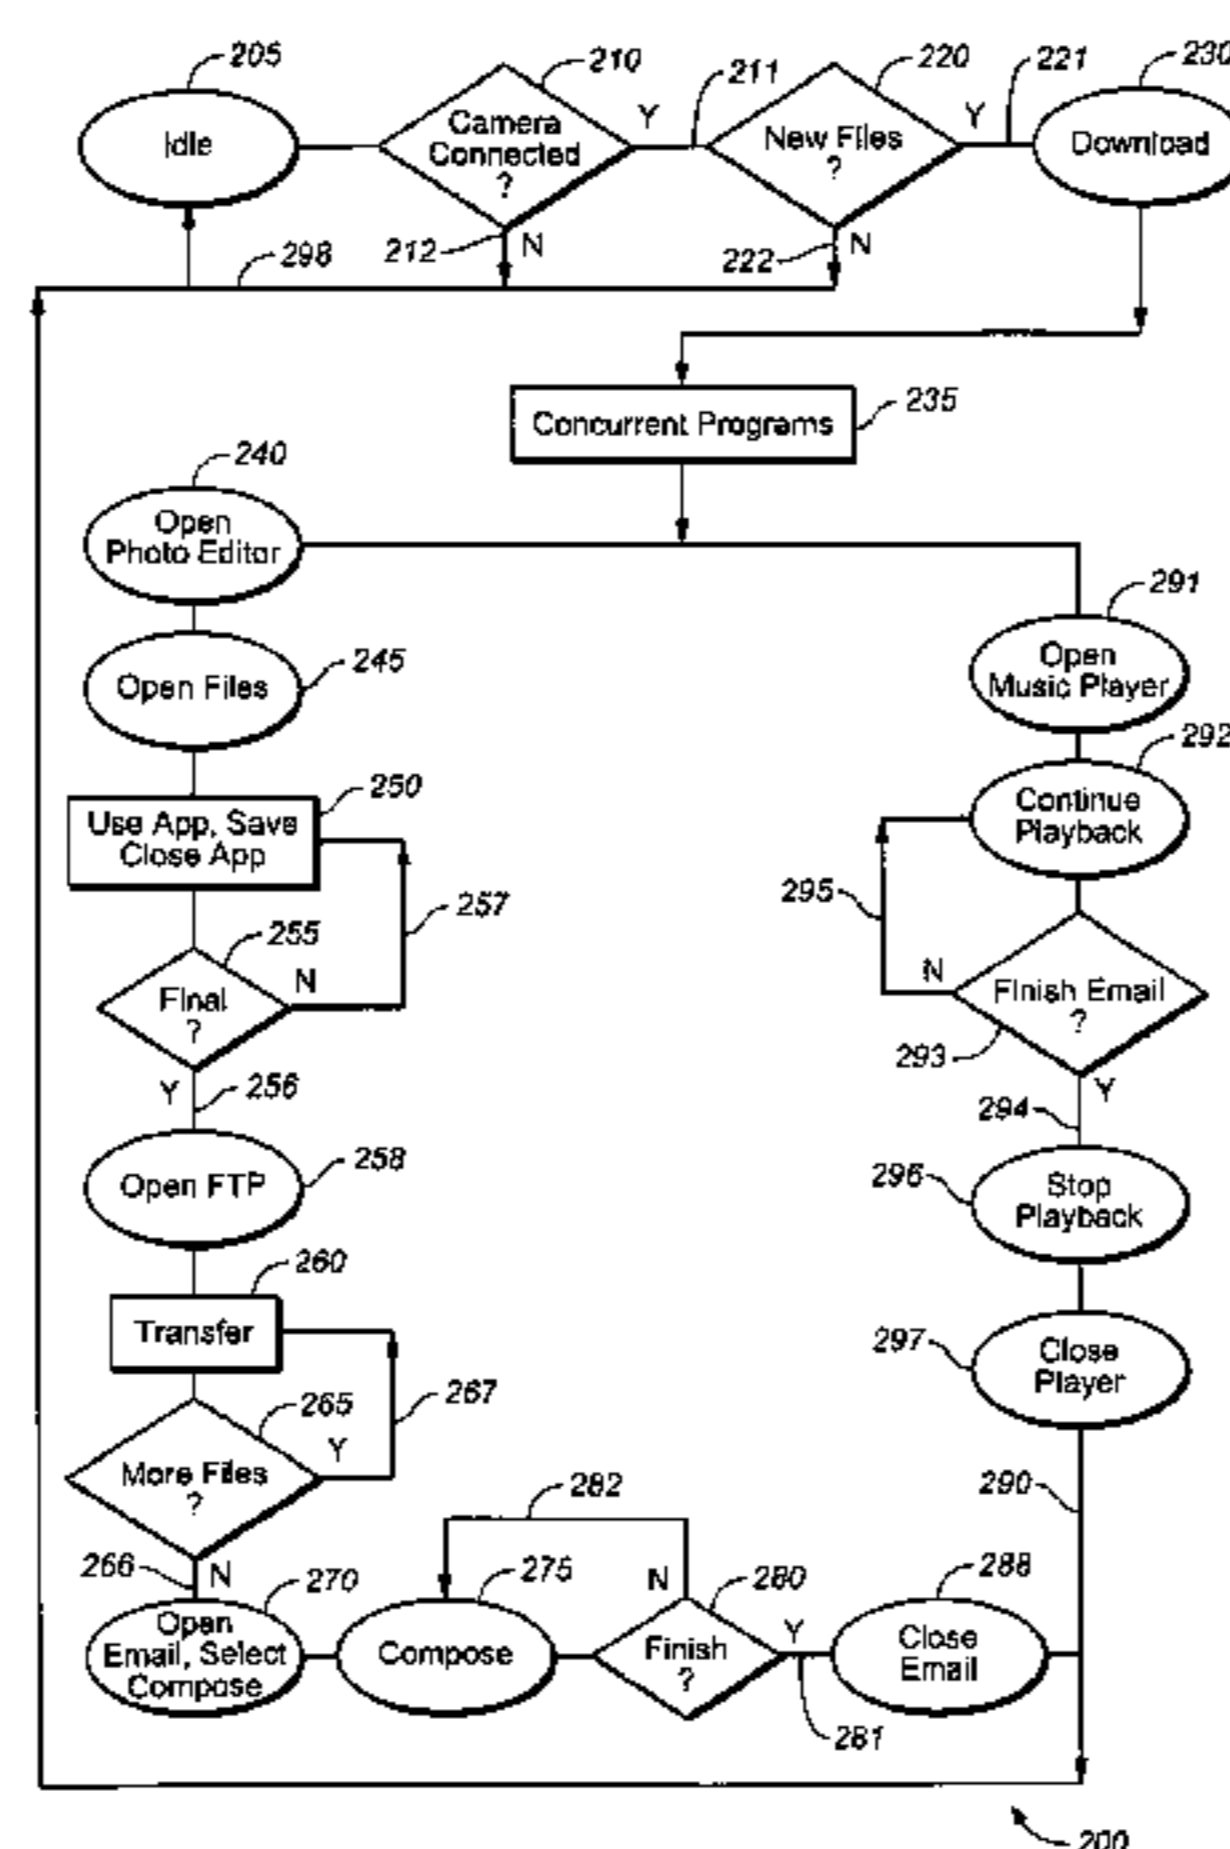 205
210
211
220
221
230
Idle
Camera
Connected
?
Y
New Files
?
Y
Download
212
N
222
N
298
Concurrent Programs
235
240
Open
Photo Editor
245
Open Files
250
Use App, Save
Close App
257
255
Final
?
N
Y
256
Open FTP
258
260
Transfer
267
265
More Files
?
Y
266
N
270
Open
Email, Select
Compose
282
275
Compose
N
280
Finish
?
Y
281
288
Close
Email
291
Open
Music Player
292
Continue
Playback
295
N
Finish Email
?
293
Y
294
296
Stop
Playback
297
Close
Player
290
200